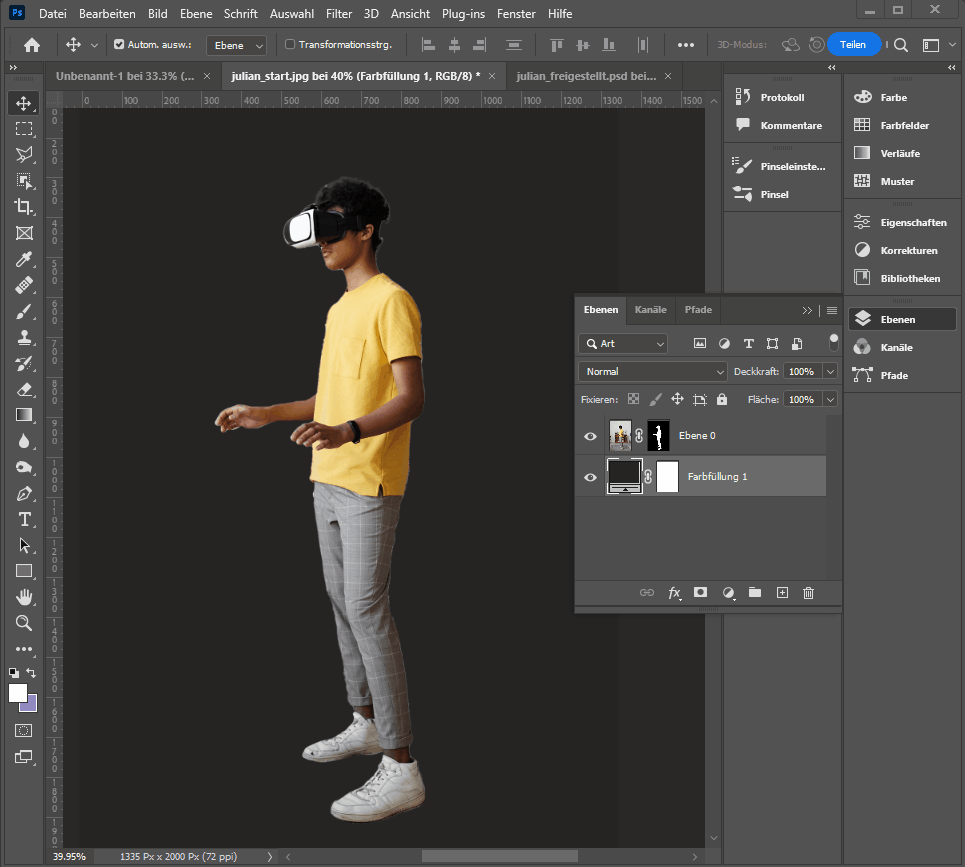 Ps Datei Bearbeiten Bild Ebene Schrift Auswahl Filter 3D Ansicht Plug-ins Fenster Hilfe
Autom. ausw.: Ebene Transformationsstrg. 3D-Modus: Teilen
Unbenannt-1 bei 33.3% (... × julian_start.jpg bei 40% (Farbfüllung 1, RGB/8) * × julian_freigestellt.psd bei... ×
0 100 200 300 400 500 600 700 800 900 1000 1100 1200 1300 1400 1500
Protokoll
Kommentare
Pinseleinste...
Pinsel
Farbe
Farbfelder
Verläufe
Muster
Eigenschaften
Korrekturen
Bibliotheken
Ebenen
Kanäle
Pfade
Ebenen Kanäle Pfade
Art
Normal Deckkraft: 100%
Fixieren: Fläche: 100%
Ebene 0
Farbfüllung 1
fx
39.95% 1335 Px x 2000 Px (72 ppi)